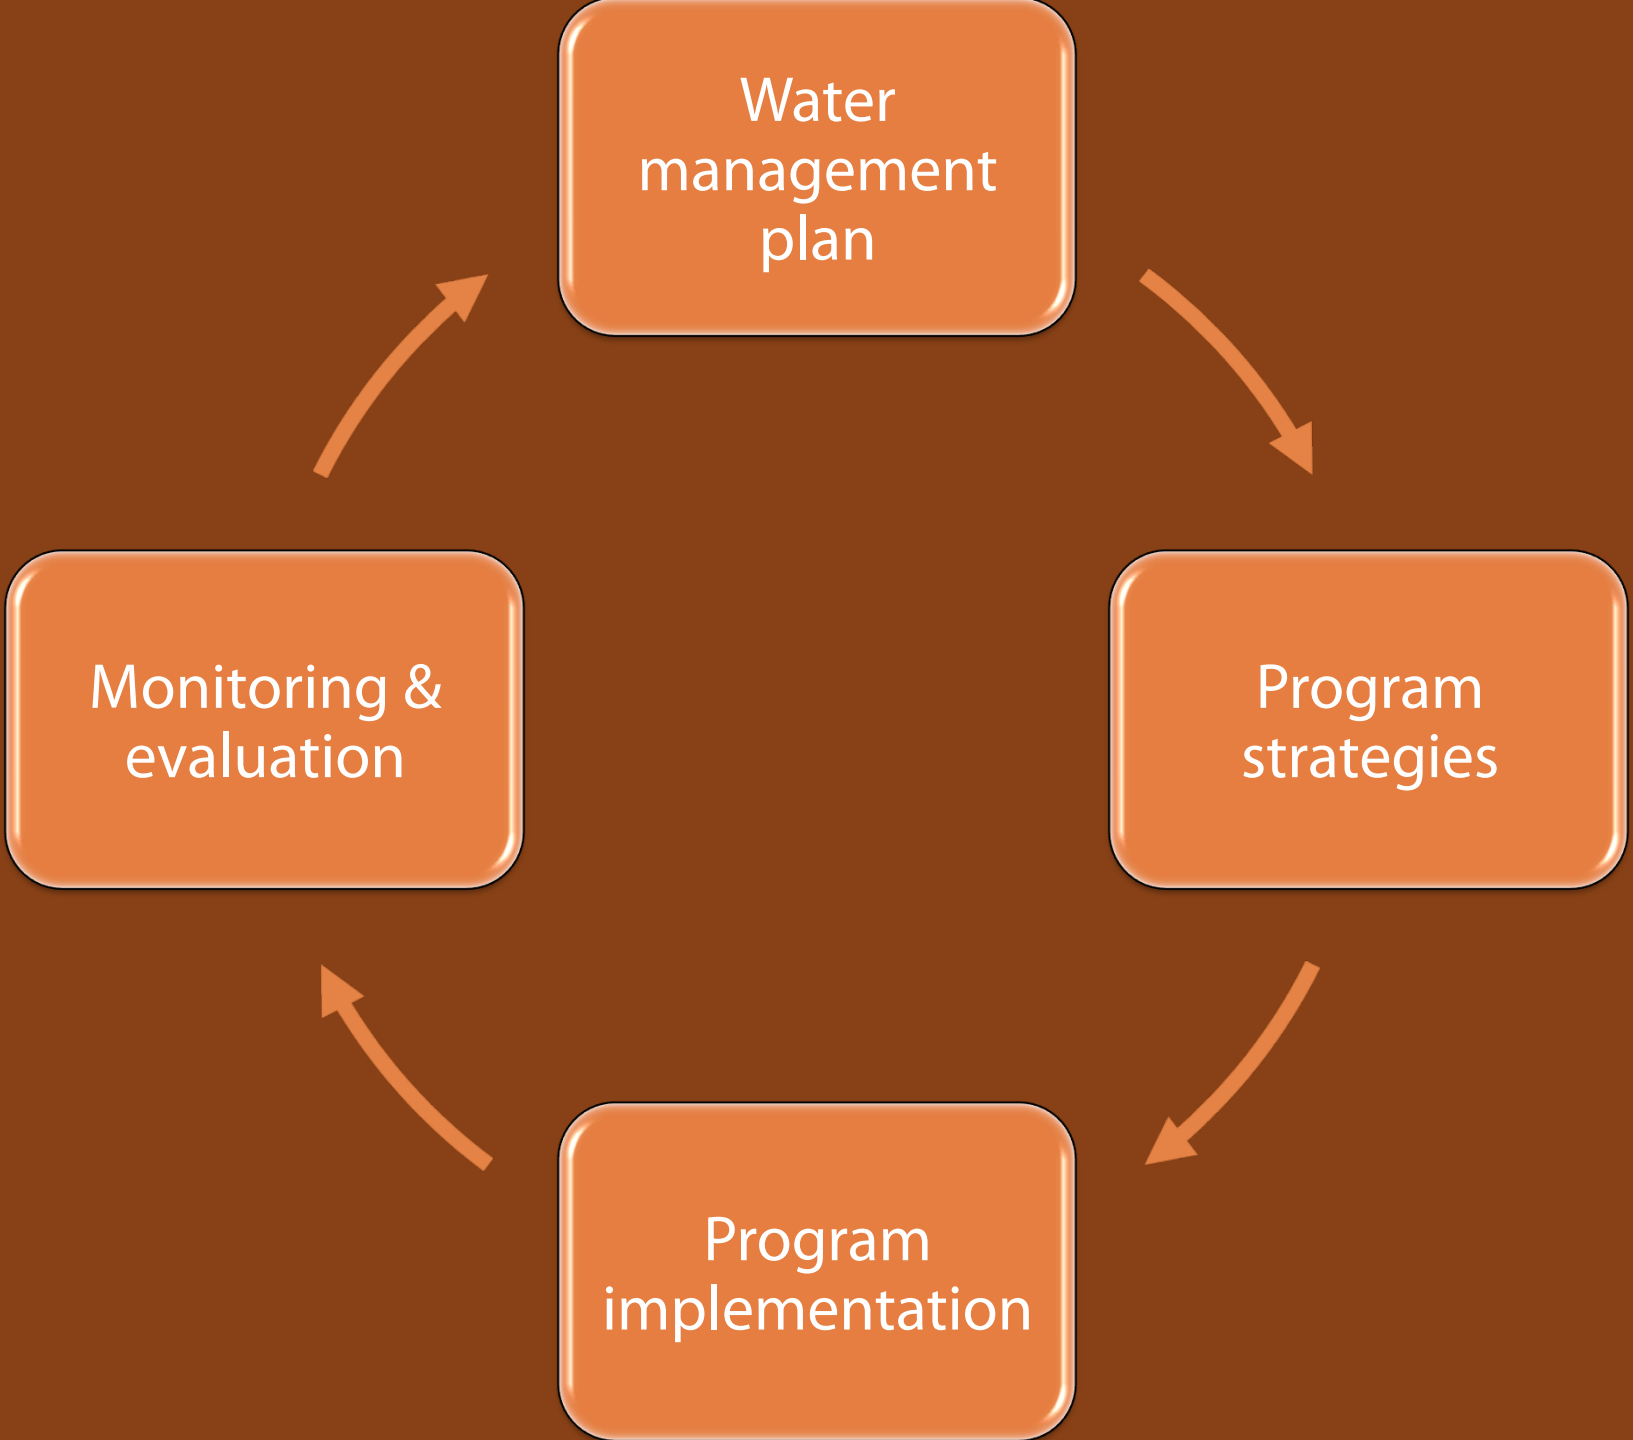 Water
management
plan
Program
strategies
Program
implementation
Monitoring &
evaluation